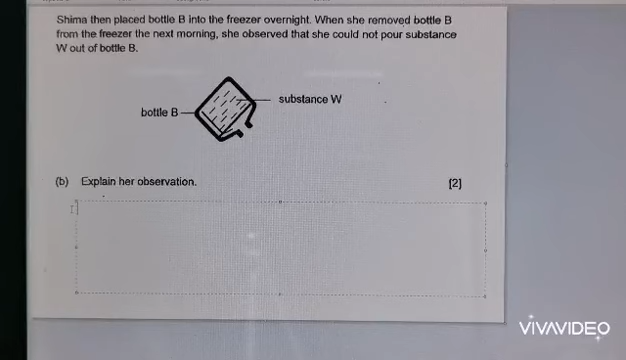 Shima then placed bottle B into the freezer overnight. When she removed bottle B
from the freezer the next morning, she observed that she could not pour substance
W out of bottle B.
bottle B
substance W
(b) Explain her observation. [2]
VIVAVIDEO